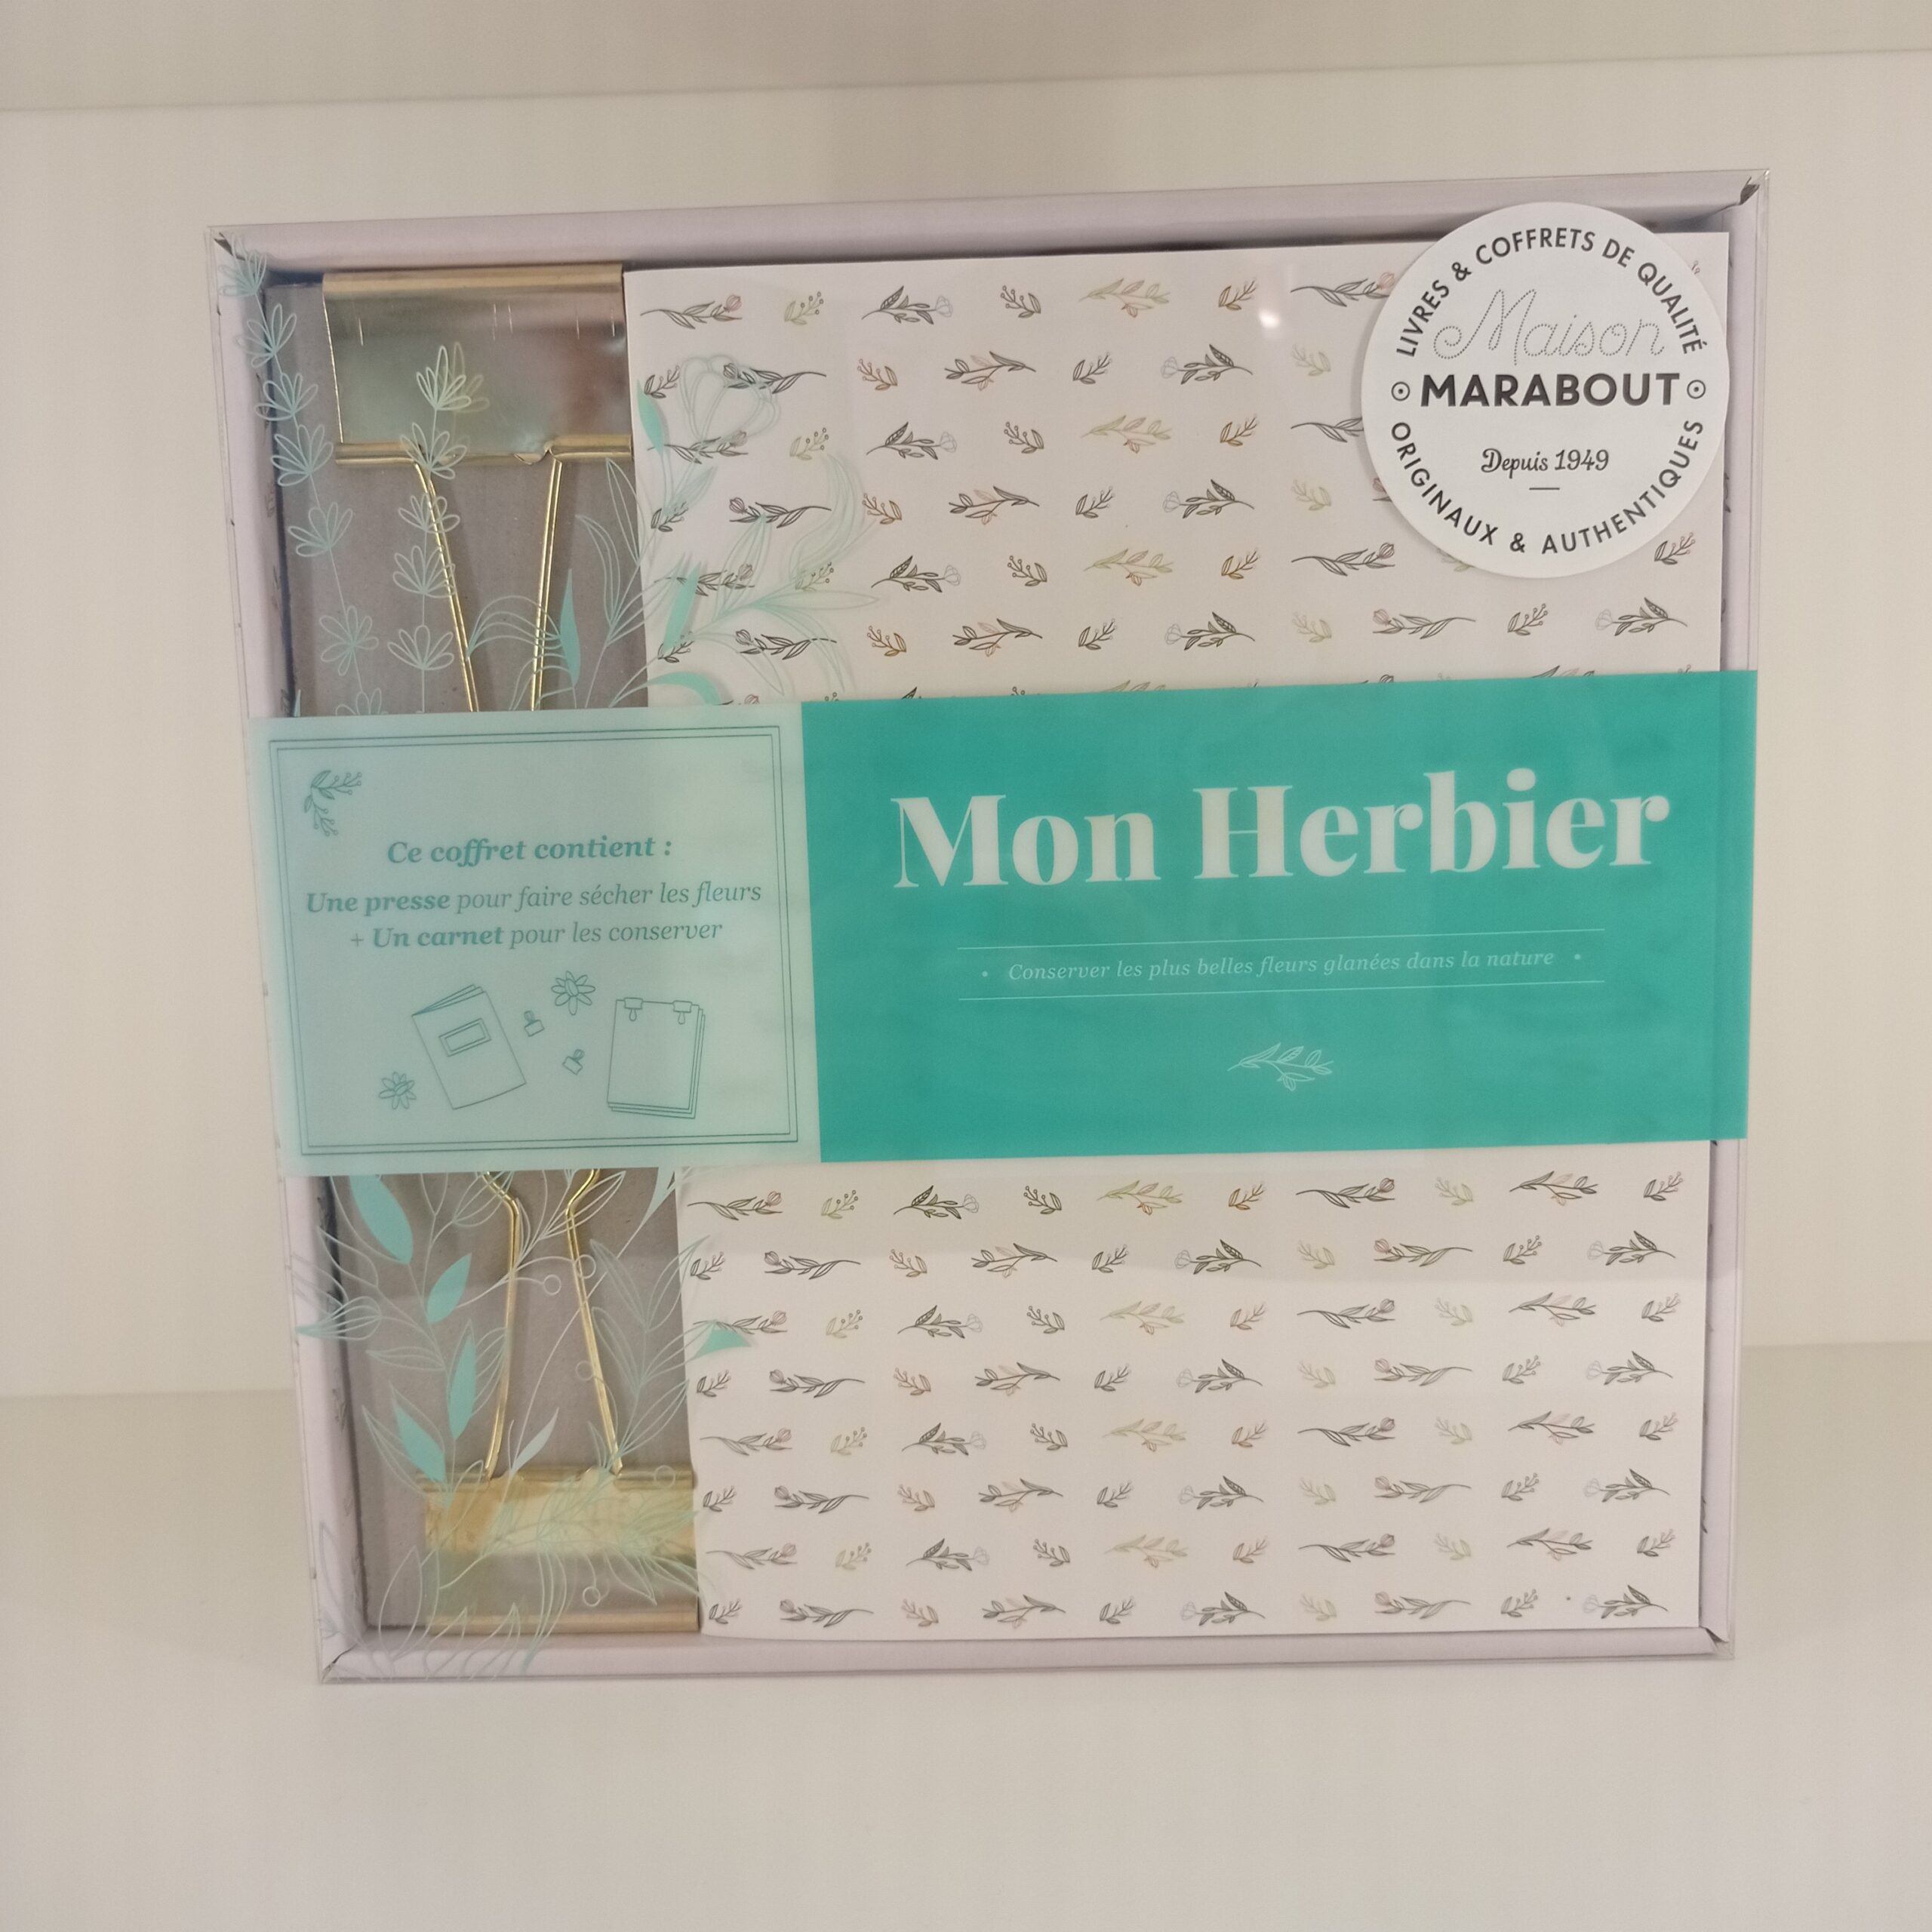 LIVRES & COFFRETS DE QUALITÉ
Maison
MARABOUT
Depuis 1949
ORIGINAUX & AUTHENTIQUES
Ce coffret contient :
Une presse pour faire sécher les fleurs
+ Un carnet pour les conserver
Mon Herbier
• Conserver les plus belles fleurs glanées dans la nature •